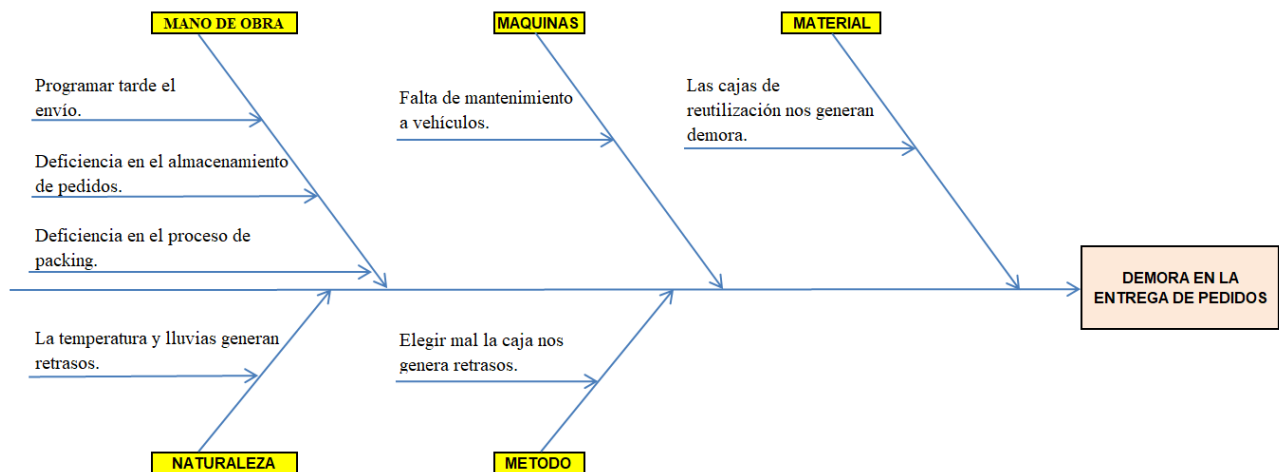 MANO DE OBRA
MAQUINAS
MATERIAL
Programar tarde el
envío.
Deficiencia en el almacenamiento
de pedidos.
Deficiencia en el proceso de
packing.
Falta de mantenimiento
a vehículos.
Las cajas de
reutilización nos generan
demora.
DEMORA EN LA
ENTREGA DE PEDIDOS
La temperatura y lluvias generan
retrasos.
Elegir mal la caja nos
genera retrasos.
NATURALEZA
METODO